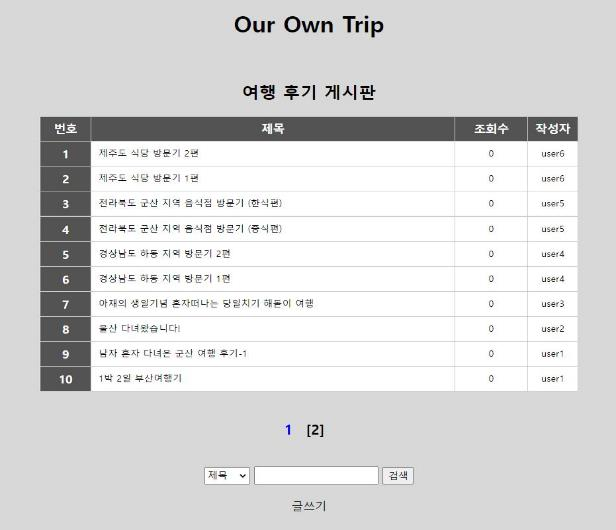 Our Own Trip
여행 후기 게시판
번호 제목 조회수 작성자
1 제주도 식당 방문기 2편 0 user6
2 제주도 식당 방문기 1편 0 user6
3 전라북도 군산 지역 음식점 방문기 (한식편) 0 user5
4 전라북도 군산 지역 음식점 방문기 (중식편) 0 user5
5 경상남도 하동 지역 방문기 2편 0 user4
6 경상남도 하동 지역 방문기 1편 0 user4
7 아재의 생일기념 혼자떠나는 당일치기 해돋이 여행 0 user3
8 울산 다녀왔습니다! 0 user2
9 남자 혼자 다녀온 군산 여행 후기-1 0 user1
10 1박 2일 부산여행기 0 user1
1 [2]
제목 검색
글쓰기